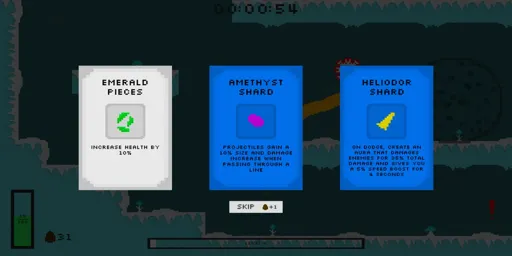 00:00:54
EMERALD
PIECES
INCREASE HEALTH BY
10%
AMETHYST
SHARD
PROJECTILES GAIN A
10% SIZE AND DAMAGE
INCREASE WHEN
PASSING THROUGH A
LINE
HELIODOR
SHARD
ON DODGE, CREATE AN
AURA THAT DAMAGES
ENEMIES FOR 50% TOTAL
DAMAGE AND GIVES YOU
A 5% SPEED BOOST FOR
6 SECONDS
SKIP +1
31